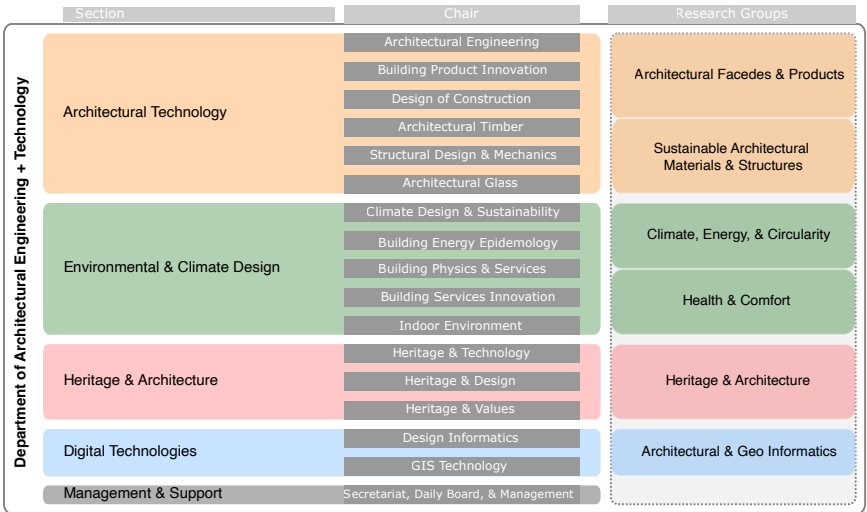 Section
Chair
Research Groups
Department of Architectural Engineering + Technology
Architectural Technology
Architectural Engineering
Building Product Innovation
Design of Construction
Architectural Timber
Structural Design & Mechanics
Architectural Glass
Architectural Facedes & Products
Sustainable Architectural
Materials & Structures
Environmental & Climate Design
Climate Design & Sustainability
Building Energy Epidemology
Building Physics & Services
Building Services Innovation
Indoor Environment
Climate, Energy, & Circularity
Health & Comfort
Heritage & Architecture
Heritage & Technology
Heritage & Design
Heritage & Values
Heritage & Architecture
Digital Technologies
Design Informatics
GIS Technology
Architectural & Geo Informatics
Management & Support
Secretariat, Daily Board, & Management